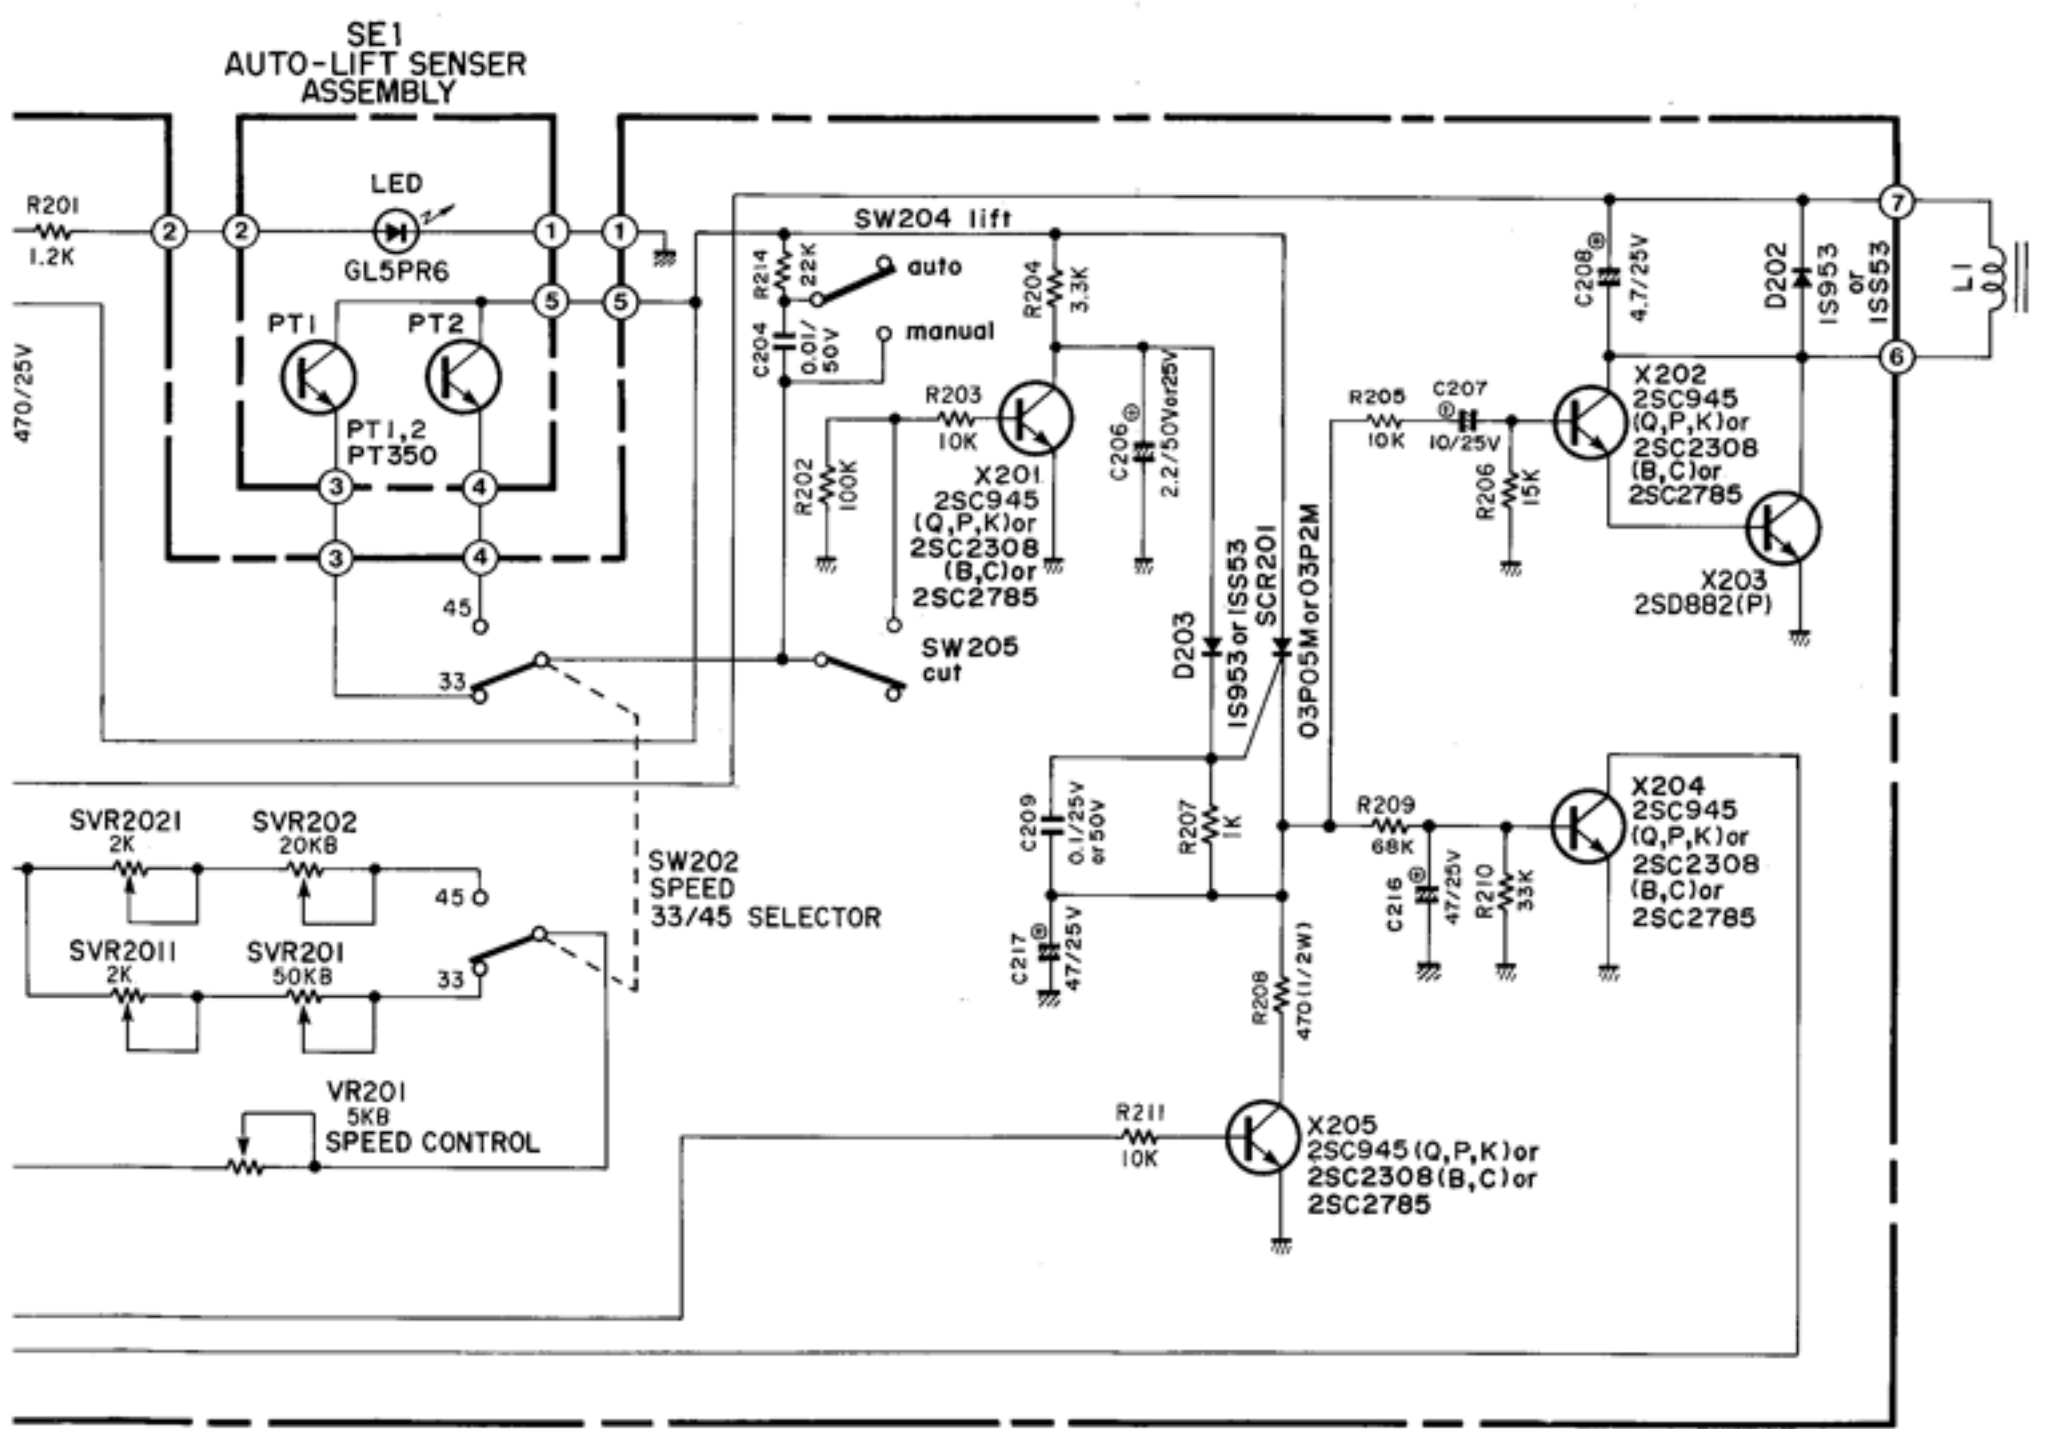 SE1
AUTO-LIFT SENSER
ASSEMBLY
R201
1.2K
2
2
LED
GL5PR6
1
1
5
5
PT1
PT2
PT1,2
PT350
3
4
3
4
470/25V
45
33
SW204 lift
R214
22K
auto
manual
C204
0.01/
50V
R204
3.3K
R203
10K
R202
100K
X201
2SC945
(Q,P,K)or
2SC2308
(B,C)or
2SC2785
C206
2.2/50Vor25V
SW205
cut
D203
1S953 or 1SS53
SCR201
03P05M or 03P2M
C208
4.7/25V
D202
1S953
or
1SS53
7
6
L1
R205
10K
C207
10/25V
R206
15K
X202
2SC945
(Q,P,K)or
2SC2308
(B,C)or
2SC2785
X203
2SD882(P)
SVR2021
2K
SVR202
20KB
45
SVR2011
2K
SVR201
50KB
33
SW202
SPEED
33/45 SELECTOR
VR201
5KB
SPEED CONTROL
C209
0.1/25V
or 50V
R207
1K
C217
47/25V
R208
470(1/2W)
R209
68K
C216
47/25V
R210
33K
X204
2SC945
(Q,P,K)or
2SC2308
(B,C)or
2SC2785
R211
10K
X205
2SC945(Q,P,K)or
2SC2308(B,C)or
2SC2785